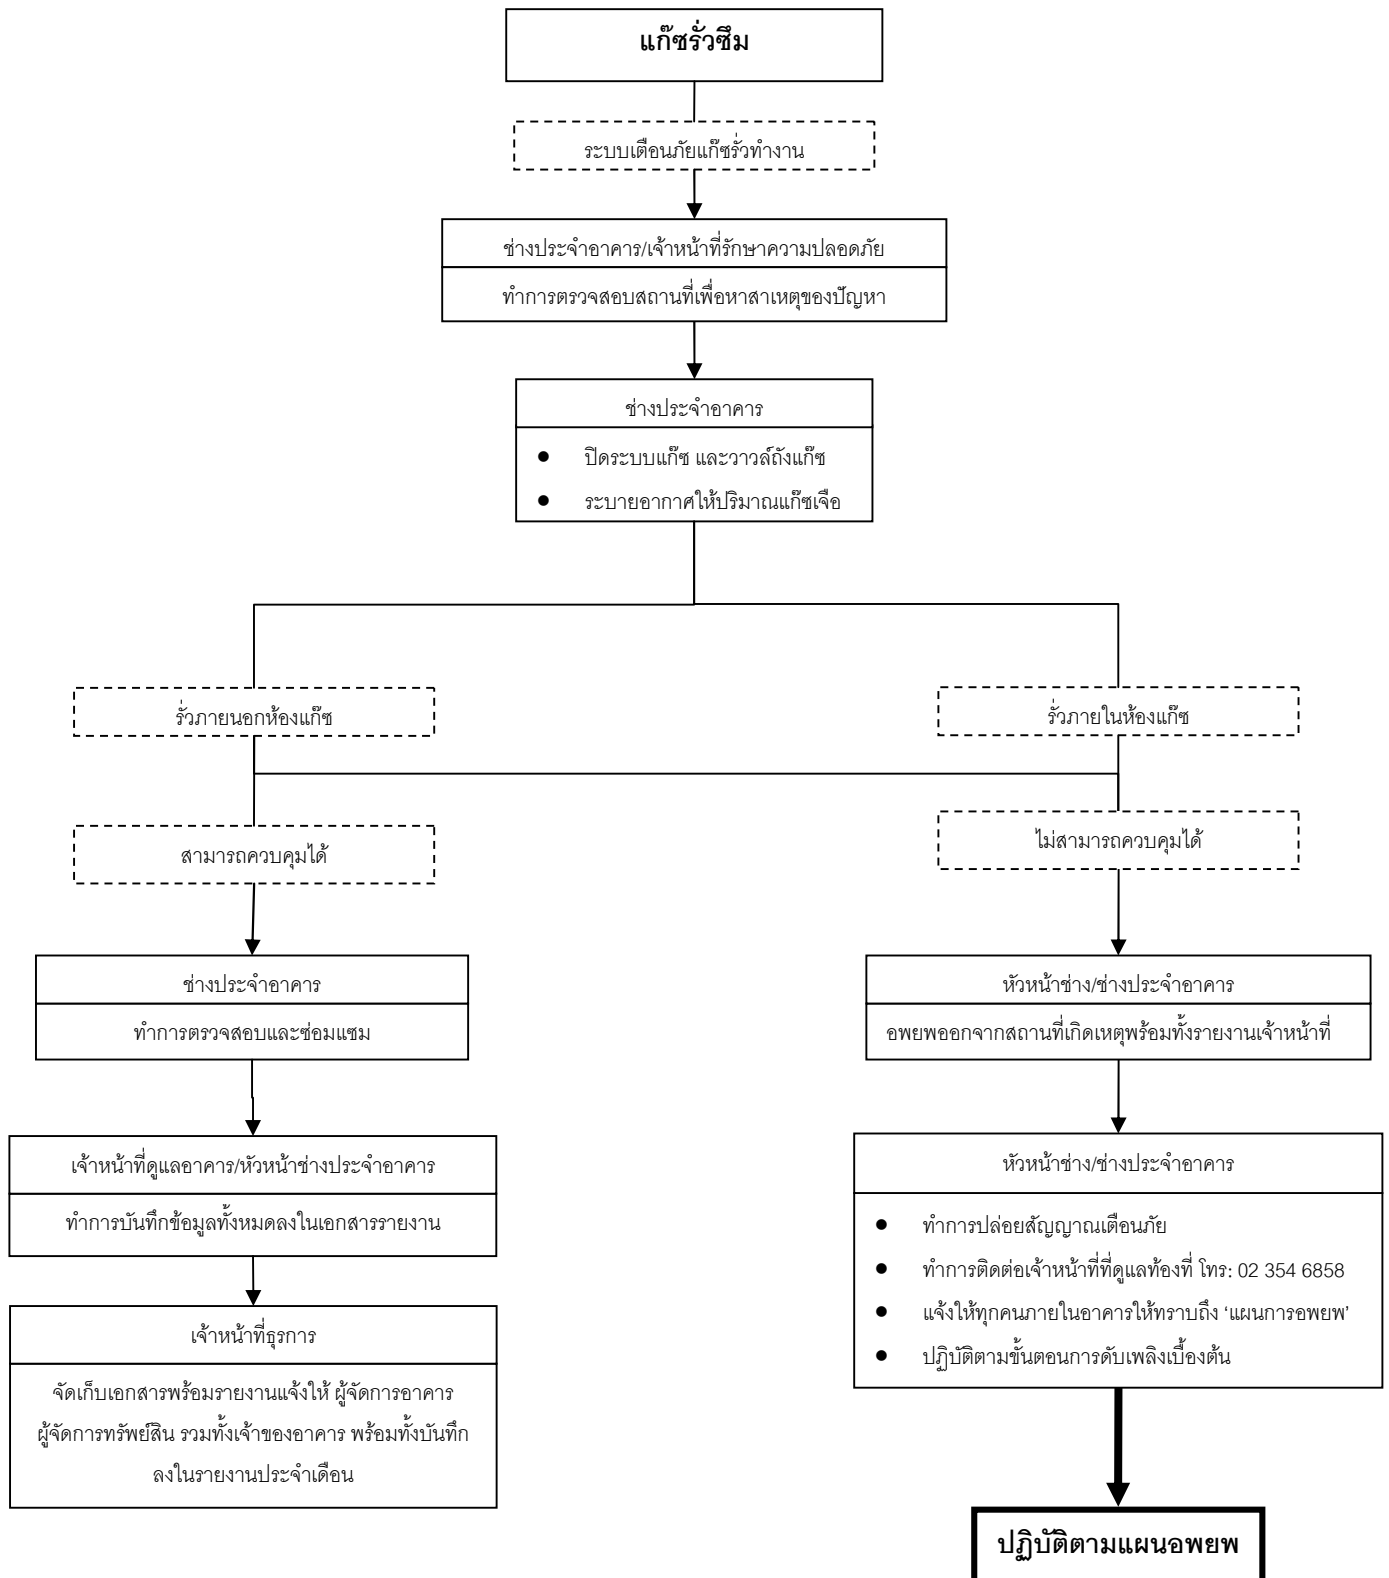 แก๊ซรั่วซึม
ระบบเตือนภัยแก๊ซรั่วทำงาน
ช่างประจำอาคาร/เจ้าหน้าที่รักษาความปลอดภัย
ทำการตรวจสอบสถานที่เพื่อหาสาเหตุของปัญหา
ช่างประจำอาคาร
● ปิดระบบแก๊ซ และวาวล์ถังแก๊ซ
● ระบายอากาศให้ปริมาณแก๊ซเจือ
รั่วภายนอกห้องแก๊ซ
รั่วภายในห้องแก๊ซ
สามารถควบคุมได้
ไม่สามารถควบคุมได้
ช่างประจำอาคาร
ทำการตรวจสอบและซ่อมแซม
หัวหน้าช่าง/ช่างประจำอาคาร
อพยพออกจากสถานที่เกิดเหตุพร้อมทั้งรายงานเจ้าหน้าที่
เจ้าหน้าที่ดูแลอาคาร/หัวหน้าช่างประจำอาคาร
ทำการบันทึกข้อมูลทั้งหมดลงในเอกสารรายงาน
หัวหน้าช่าง/ช่างประจำอาคาร
● ทำการปล่อยสัญญาณเตือนภัย
● ทำการติดต่อเจ้าหน้าที่ที่ดูแลท้องที่ โทร: 02 354 6858
● แจ้งให้ทุกคนภายในอาคารให้ทราบถึง ‘แผนการอพยพ’
● ปฏิบัติตามขั้นตอนการดับเพลิงเบื้องต้น
เจ้าหน้าที่ธุรการ
จัดเก็บเอกสารพร้อมรายงานแจ้งให้ ผู้จัดการอาคาร
ผู้จัดการทรัพย์สิน รวมทั้งเจ้าของอาคาร พร้อมทั้งบันทึก
ลงในรายงานประจำเดือน
ปฏิบัติตามแผนอพยพ